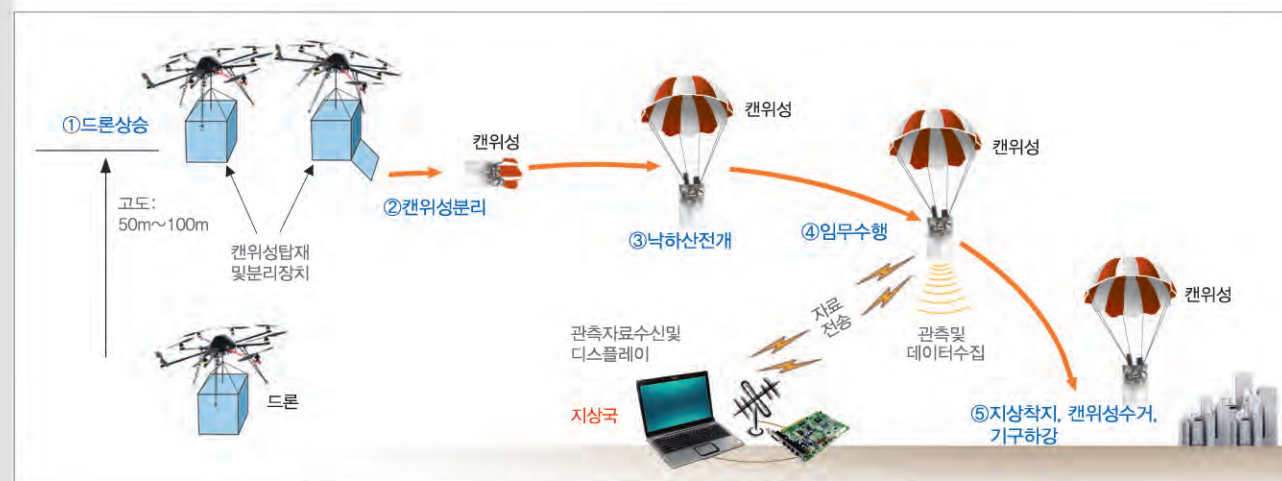 ①드론상승
고도:
50m~100m
캔위성탑재
및분리장치
드론
②캔위성분리
캔위성
③낙하산전개
캔위성
④임무수행
캔위성
자료
전송
관측및
데이터수집
관측자료수신및
디스플레이
지상국
캔위성
⑤지상착지, 캔위성수거,
기구하강